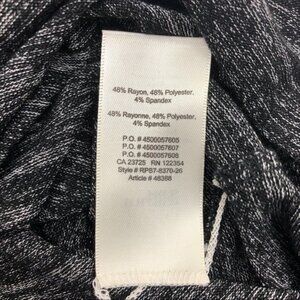 48% Rayon, 48% Polyester,
4% Spandex
48% Rayonne, 48% Polyester,
4% Spandex
P.O. # 4500057605
P.O. # 4500057607
P.O. # 4500057608
CA 23725 RN 122354
Style # RP87-8370-26
Article # 48388